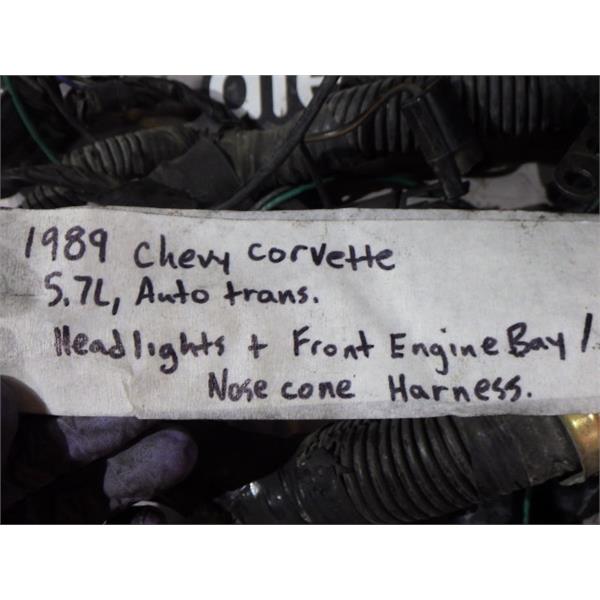 1989 Chevy Corvette
5.7L, Auto trans.
Headlights + Front Engine Bay /
Nose cone Harness.